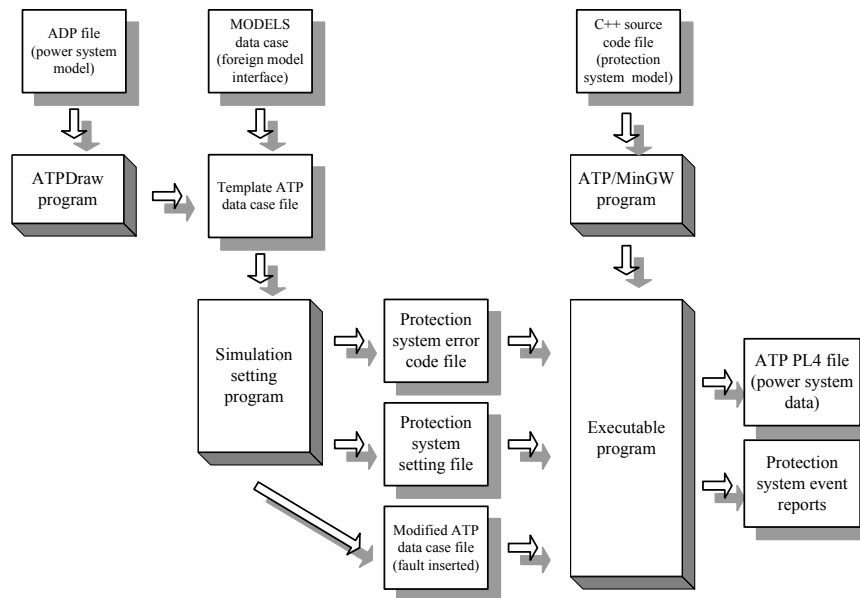 ADP file
(power system
model)
MODELS
data case
(foreign model
interface)
C++ source
code file
(protection
system model)
ATPDraw
program
Template ATP
data case file
ATP/MinGW
program
Simulation
setting
program
Protection
system error
code file
Protection
system
setting file
Modified ATP
data case file
(fault inserted)
Executable
program
ATP PL4 file
(power system
data)
Protection
system event
reports